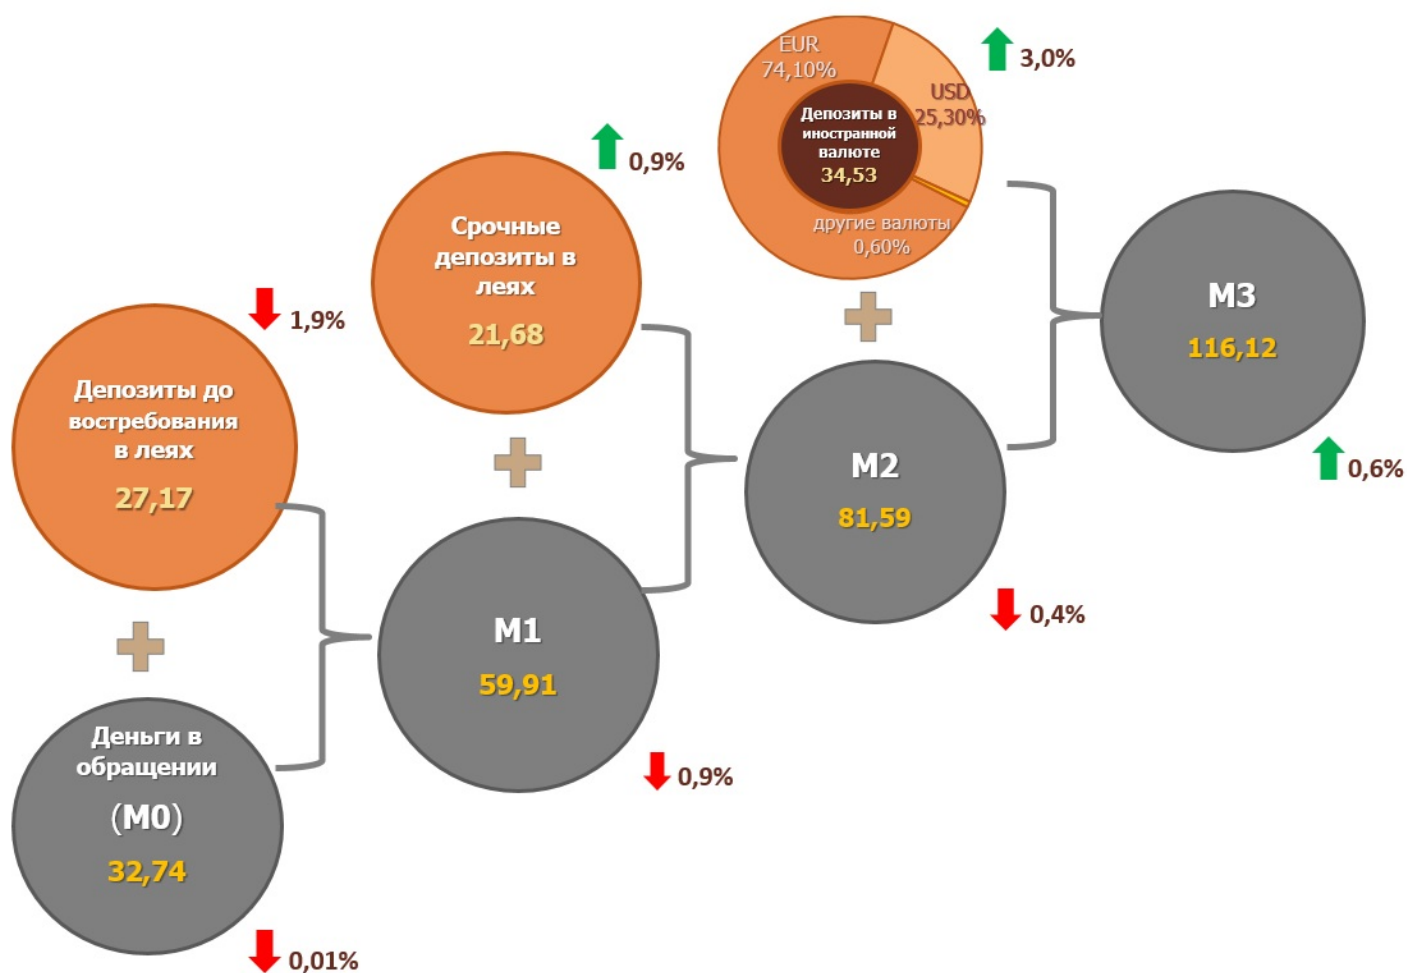 EUR
74,10%
USD
25,30%
Депозиты в
иностранной
валюте
34,53
другие валюты
0,60%
3,0%
Срочные
депозиты в
леях
21,68
0,9%
Депозиты до
востребования
в леях
27,17
1,9%
M3
116,12
0,6%
M2
81,59
0,4%
M1
59,91
0,9%
Деньги в
обращении
(M0)
32,74
0,01%